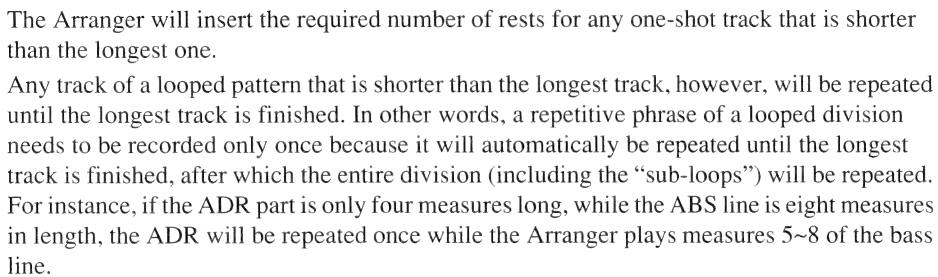 The Arranger will insert the required number of rests for any one-shot track that is shorter
than the longest one.
Any track of a looped pattern that is shorter than the longest track, however, will be repeated
until the longest track is finished. In other words, a repetitive phrase of a looped division
needs to be recorded only once because it will automatically be repeated until the longest
track is finished, after which the entire division (including the “sub-loops”) will be repeated.
For instance, if the ADR part is only four measures long, while the ABS line is eight measures
in length, the ADR will be repeated once while the Arranger plays measures 5~8 of the bass
line.